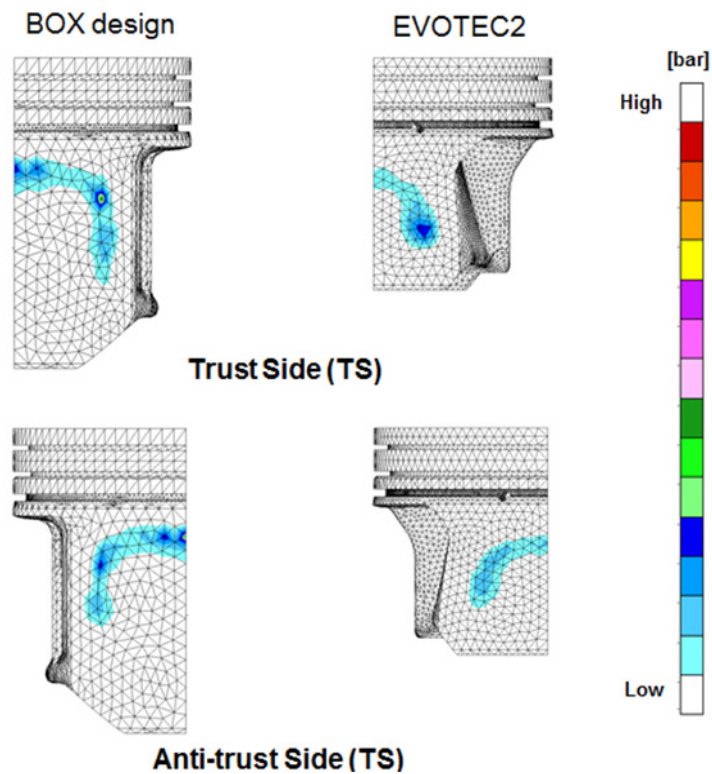 BOX design
EVOTEC2
[bar]
High
Trust Side (TS)
Low
Anti-trust Side (TS)